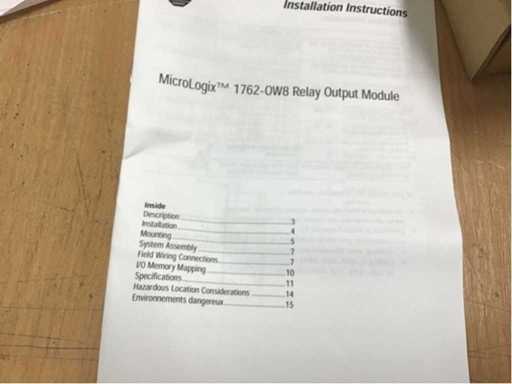 Installation Instructions
MicroLogix™ 1762-OW8 Relay Output Module
Inside
Description 3
Installation 4
Mounting 5
System Assembly 7
Field Wiring Connections 7
I/O Memory Mapping 10
Specifications 11
Hazardous Location Considerations 14
Environnements dangereux 15